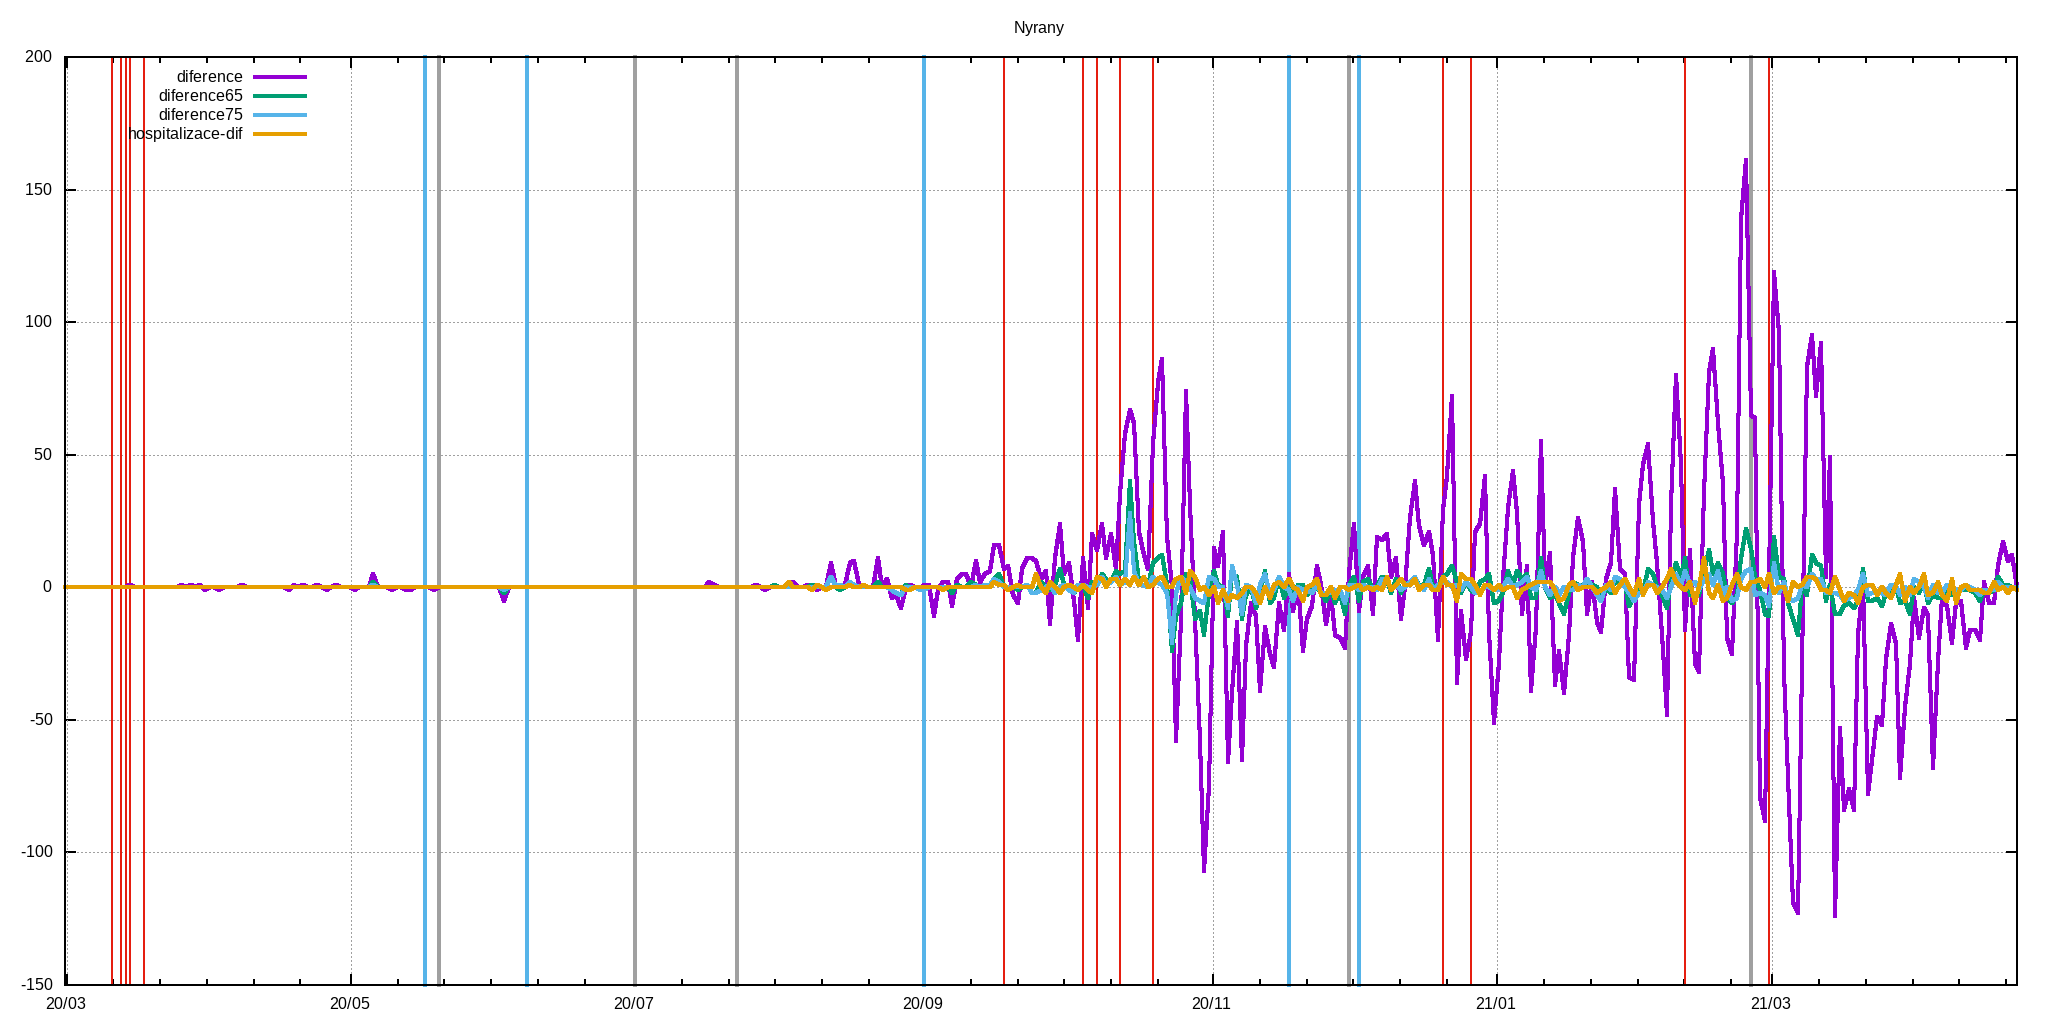 Nyrany
200
diference
diference65
diference75
hospitalizace-dif
150
100
50
0
-50
-100
-150
20/03 20/05 20/07 20/09 20/11 21/01 21/03